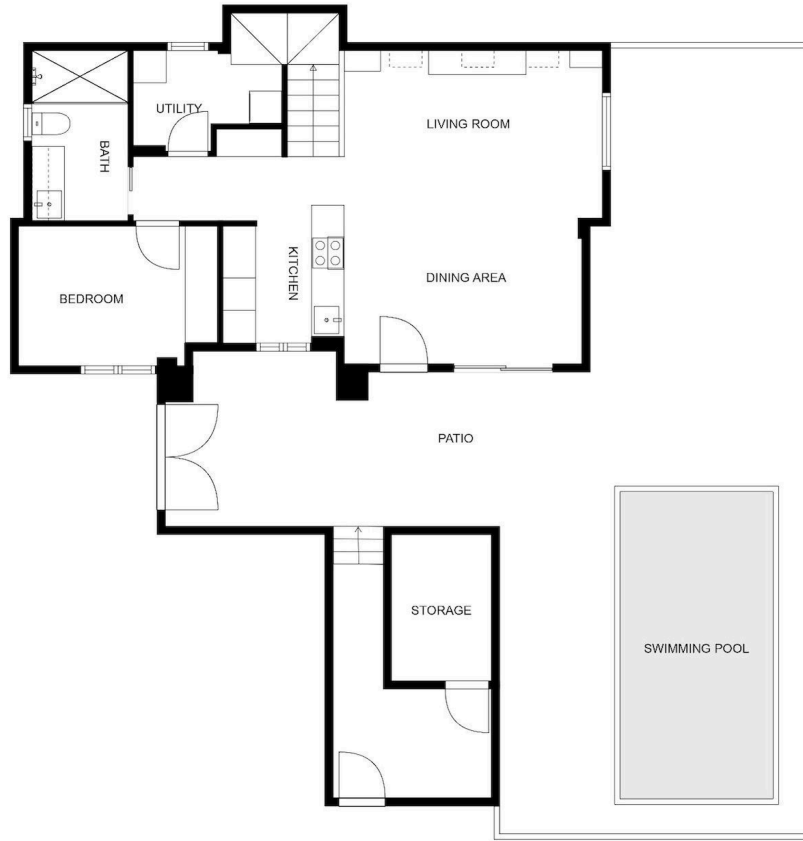 UTILITY
LIVING ROOM
BATH
KITCHEN
DINING AREA
BEDROOM
PATIO
STORAGE
SWIMMING POOL